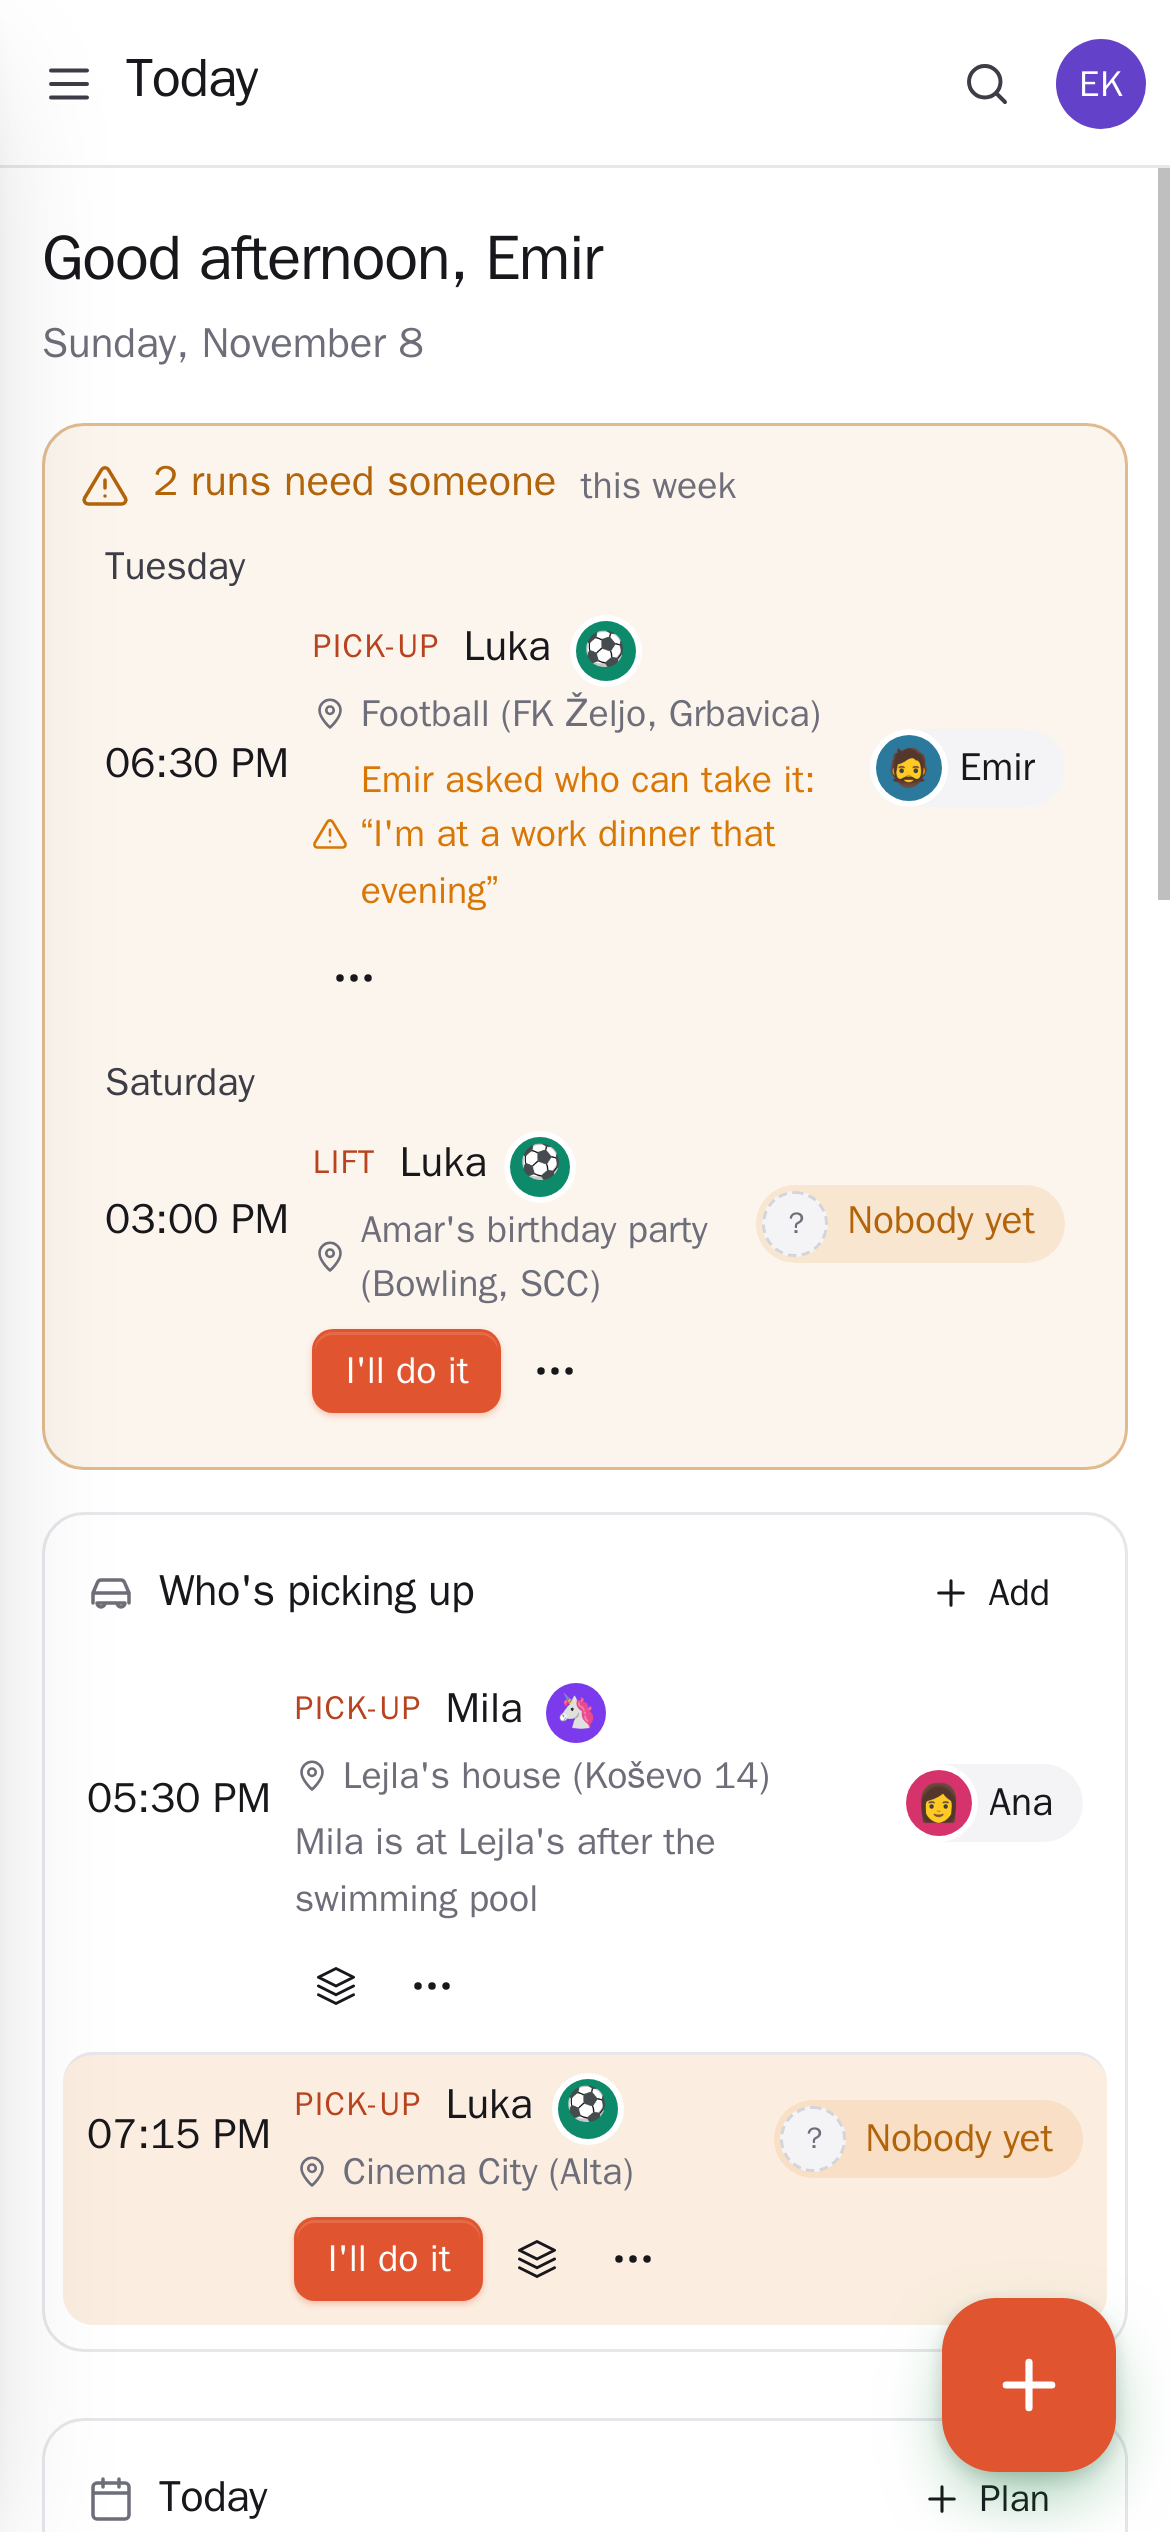 Today
EK
Good afternoon, Emir
Sunday, November 8
2 runs need someone this week
Tuesday
PICK-UP Luka
Football (FK Željo, Grbavica)
06:30 PM
Emir
Emir asked who can take it:
“I'm at a work dinner that
evening”
Saturday
LIFT Luka
03:00 PM
Amar's birthday party
(Bowling, SCC)
? Nobody yet
I'll do it
Who's picking up
Add
PICK-UP Mila
Lejla's house (Koševo 14)
05:30 PM
Ana
Mila is at Lejla's after the
swimming pool
PICK-UP Luka
07:15 PM
Cinema City (Alta)
? Nobody yet
I'll do it
Today
Plan